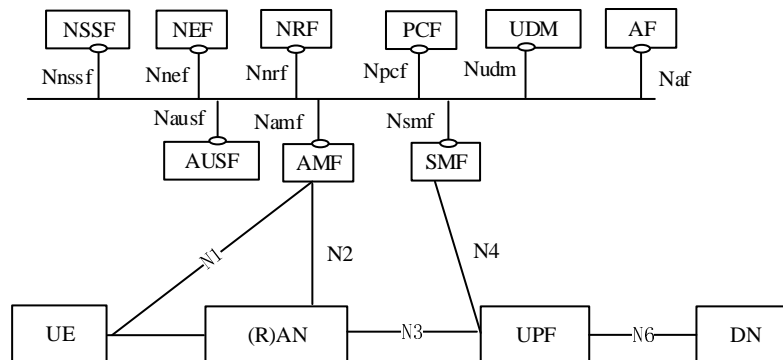 NSSF NEF NRF PCF UDM AF
Nnssf Nnef Nnrf Npcf Nudm Naf
Nausf Namf Nsmf
AUSF AMF SMF
N1 N2 N4
UE (R)AN N3 UPF N6 DN